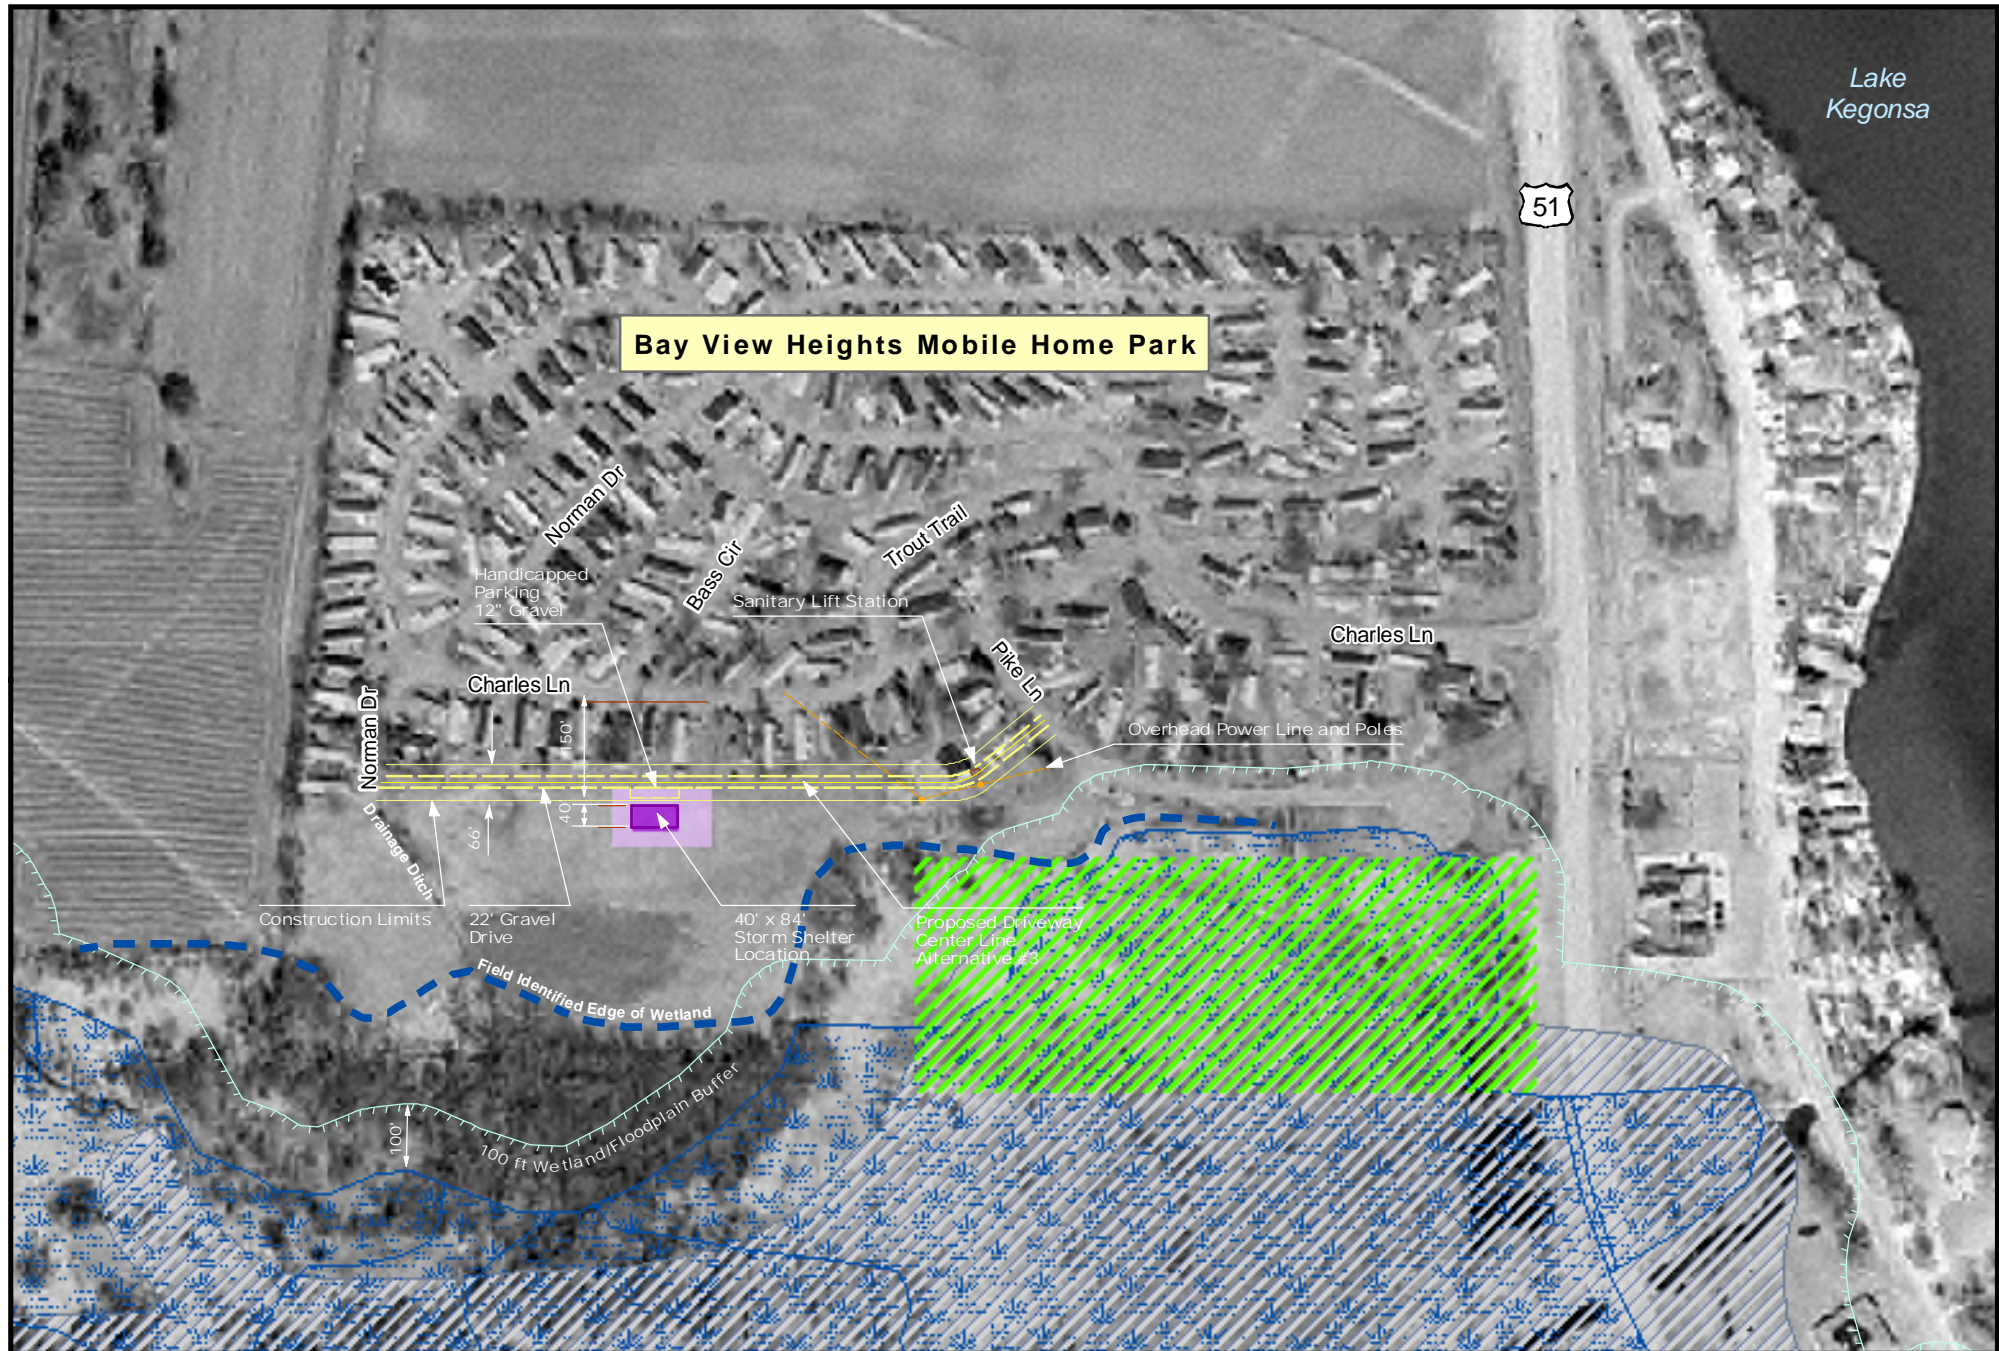 Lake
Kegonsa
51
Bay View Heights Mobile Home Park
Norman Dr
Bass Cir
Trout Trail
Handicapped
Parking
12" Gravel
Sanitary Lift Station
Charles Ln
Pike Ln
Charles Ln
Norman Dr
150'
Overhead Power Line and Poles
40'
66'
Drainage Ditch
Construction Limits
22' Gravel
Drive
40' x 84'
Storm Shelter
Location
Proposed Driveway
Center Line
Alternative #3
Field Identified Edge of Wetland
100 ft Wetland/Floodplain Buffer
100'